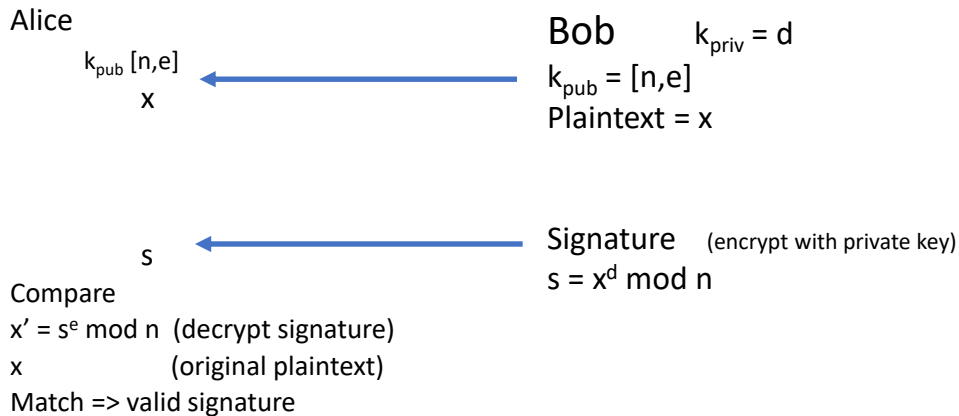 Alice
k_pub [n,e]
x
Bob k_priv = d
k_pub = [n,e]
Plaintext = x
s
Signature (encrypt with private key)
s = x^d mod n
Compare
x’ = s^e mod n (decrypt signature)
x (original plaintext)
Match => valid signature